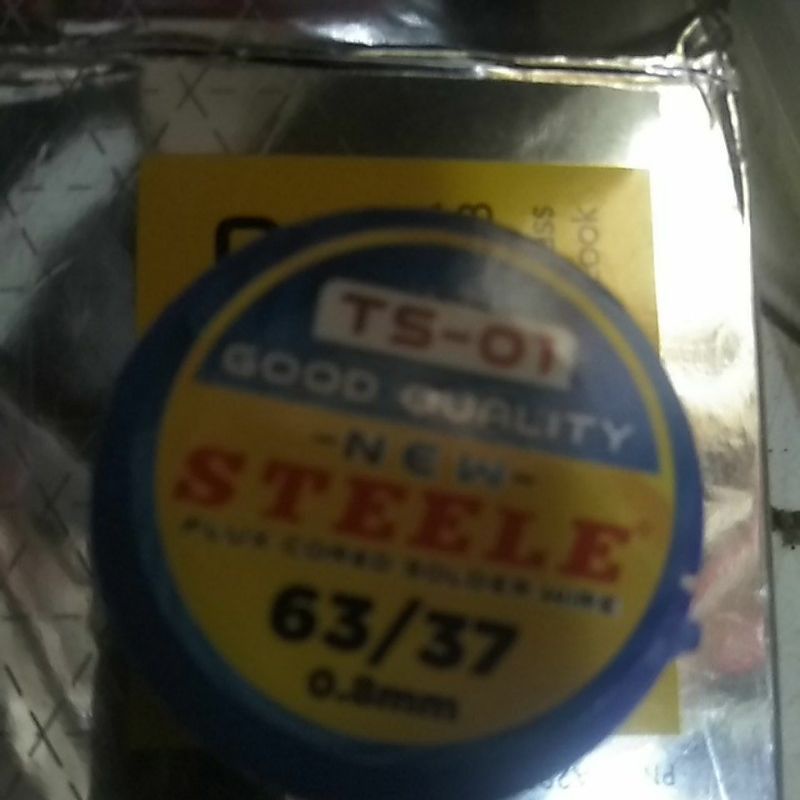 TS-01
GOOD QUALITY
-NEW-
STEELE
FLUX CORED SOLDER WIRE
63/37
0.8mm